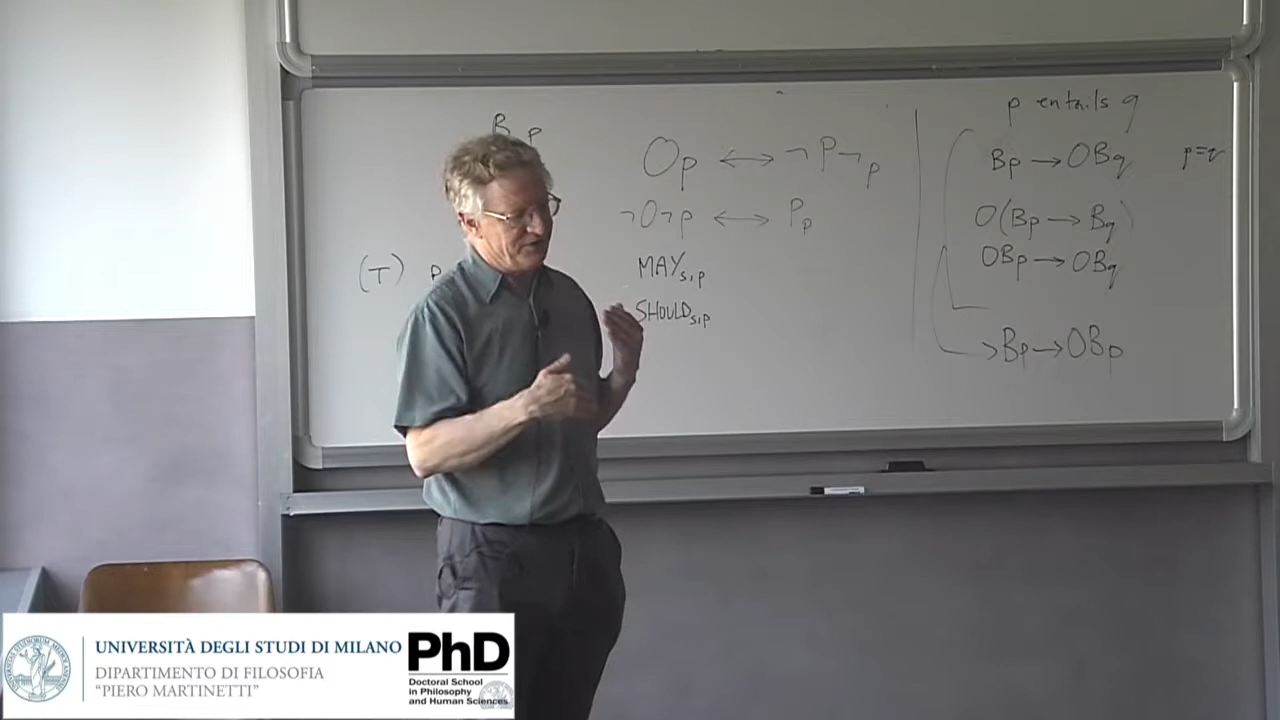 Bp
(T) p
Op ↔ ¬P¬p
¬O¬p ↔ Pp
MAYs,p
SHOULDs,p
p entails q
Bp → OBq p=q
O(Bp → Bq)
OBp → OBq
Bp → OBp
UNIVERSITÀ DEGLI STUDI DI MILANO
DIPARTIMENTO DI FILOSOFIA
“PIERO MARTINETTI”
PhD
Doctoral School
in Philosophy
and Human Sciences